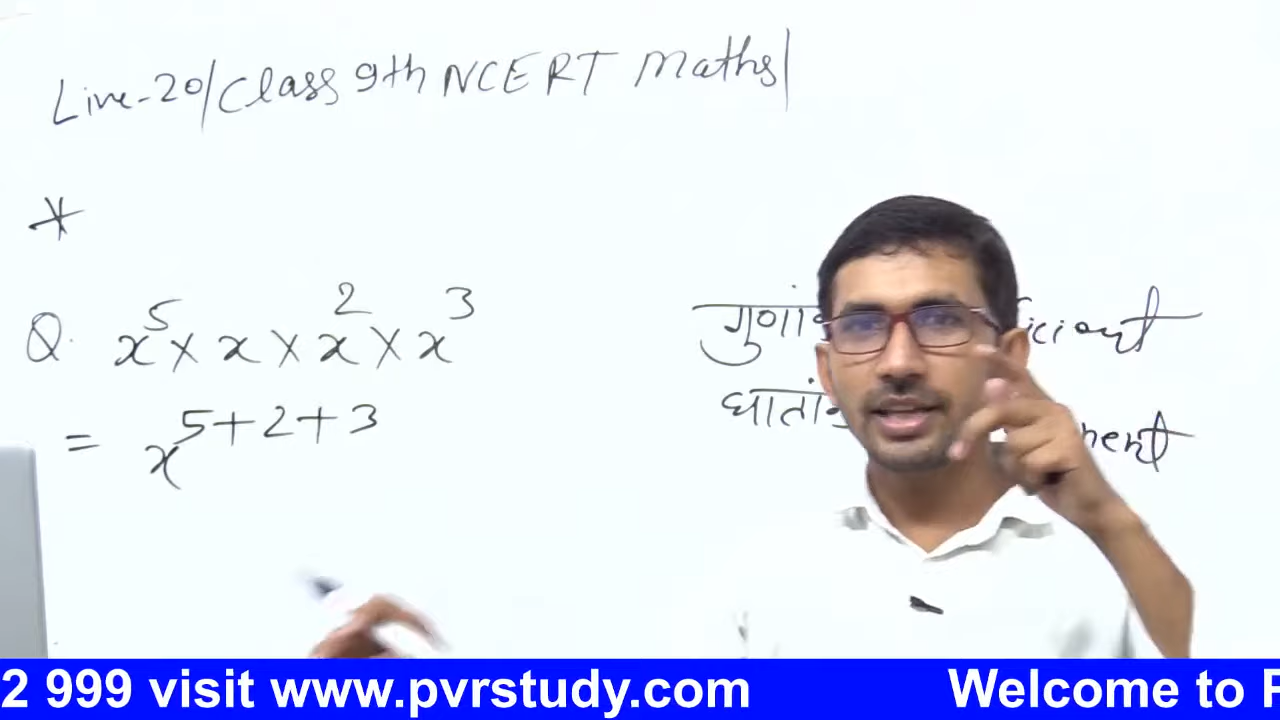 Live-20/Class 9th NCERT Maths/
*
Q. x⁵ × x × x² × x³
= x⁵⁺²⁺³
2 999 visit www.pvrstudy.com Welcome to